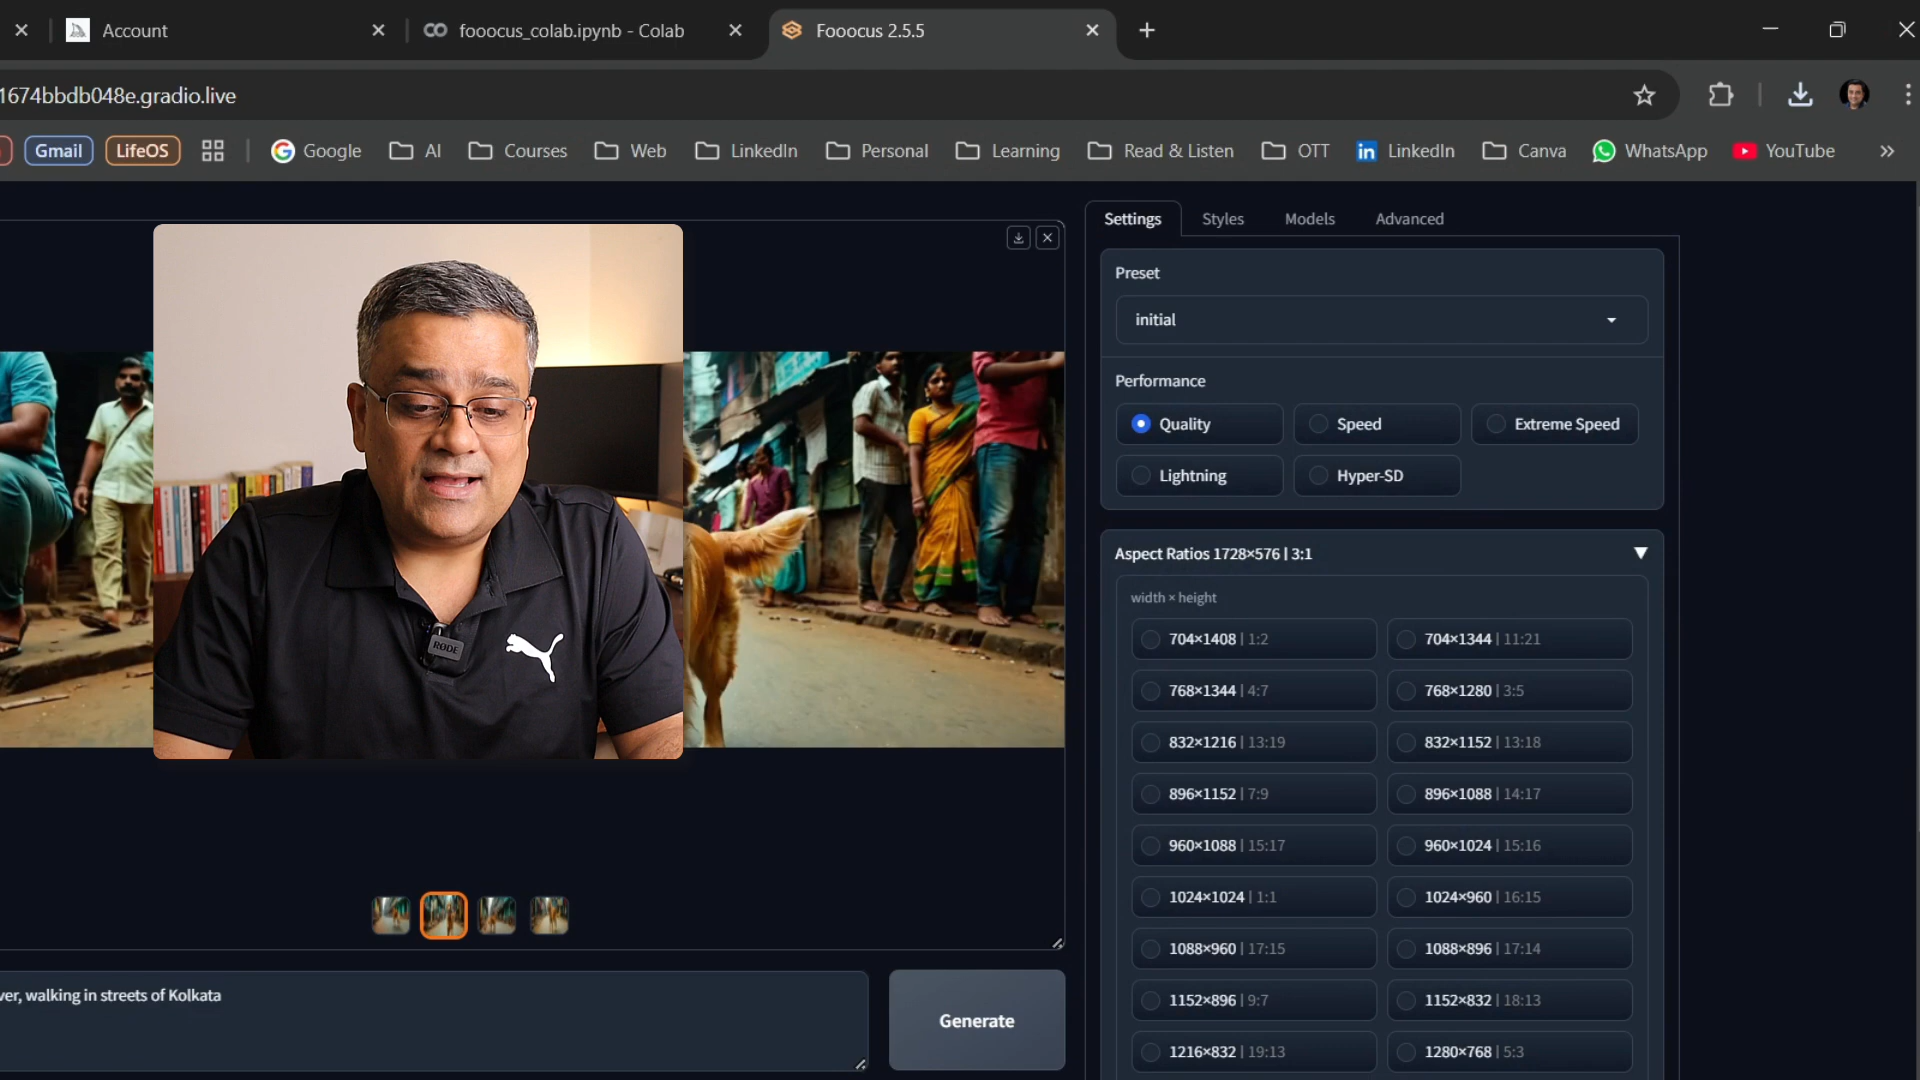 Account
fooocus_colab.ipynb - Colab
Fooocus 2.5.5
1674bbdb048e.gradio.live
Gmail
LifeOS
Google
AI
Courses
Web
LinkedIn
Personal
Learning
Read & Listen
OTT
LinkedIn
Canva
WhatsApp
YouTube
Settings
Styles
Models
Advanced
Preset
initial
Performance
Quality
Speed
Extreme Speed
Lightning
Hyper-SD
Aspect Ratios 1728×576 | 3:1
width × height
704×1408 | 1:2
704×1344 | 11:21
768×1344 | 4:7
768×1280 | 3:5
832×1216 | 13:19
832×1152 | 13:18
896×1152 | 7:9
896×1088 | 14:17
960×1088 | 15:17
960×1024 | 15:16
1024×1024 | 1:1
1024×960 | 16:15
1088×960 | 17:15
1088×896 | 17:14
1152×896 | 9:7
1152×832 | 18:13
1216×832 | 19:13
1280×768 | 5:3
RODE
ver, walking in streets of Kolkata
Generate